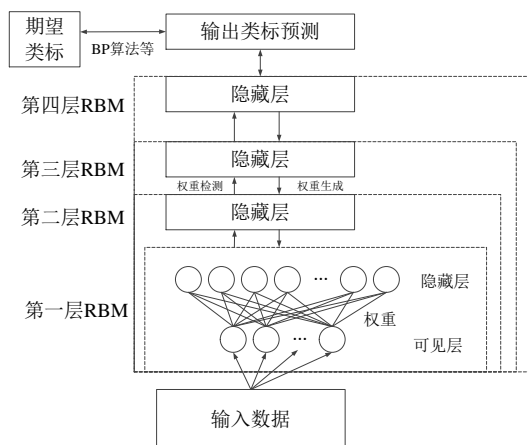 期望
类标
BP算法等
输出类标预测
第四层RBM
隐藏层
第三层RBM
隐藏层
权重检测
权重生成
第二层RBM
隐藏层
...
隐藏层
第一层RBM
权重
...
可见层
输入数据